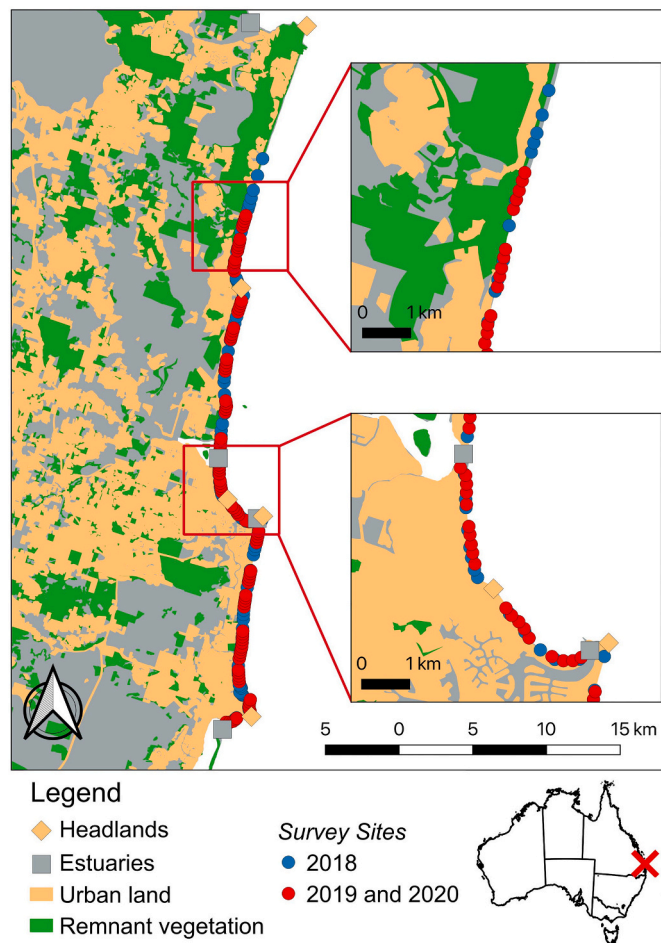 0 1 km
0 1 km
5 0 5 10 15 km
Legend
Headlands
Estuaries
Urban land
Remnant vegetation
Survey Sites
2018
2019 and 2020